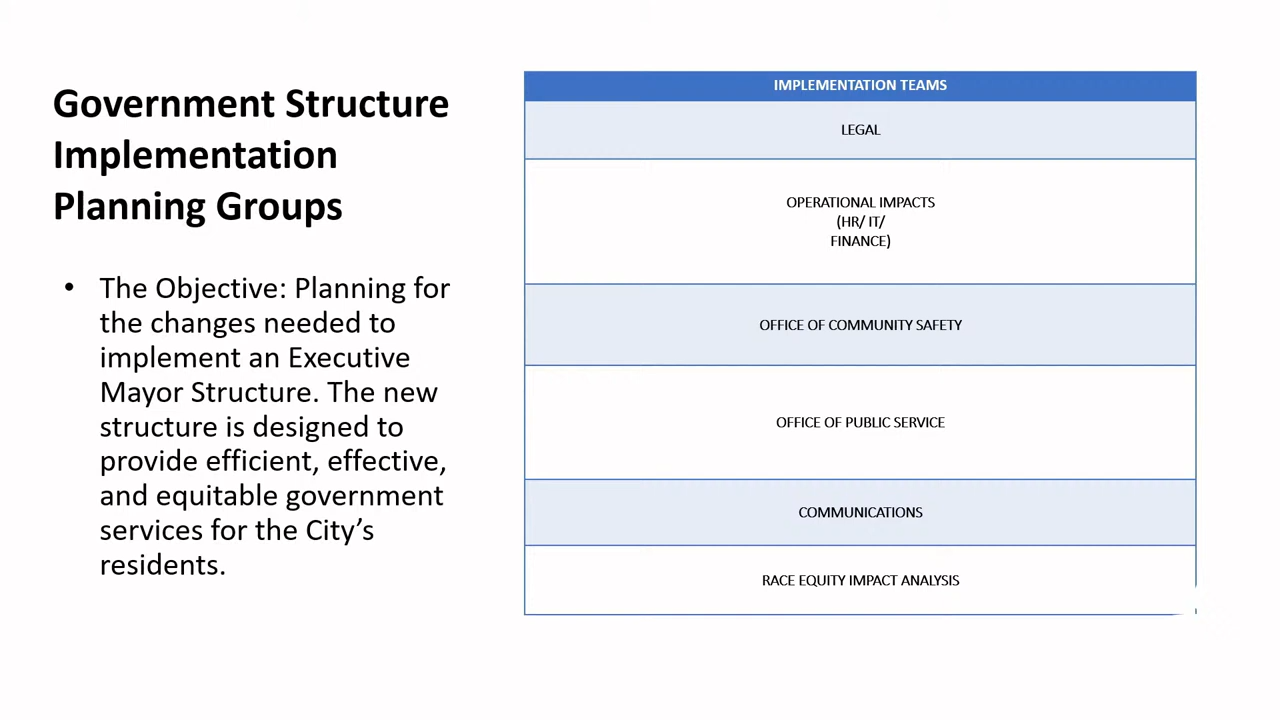 Government Structure
Implementation
Planning Groups
• The Objective: Planning for
the changes needed to
implement an Executive
Mayor Structure. The new
structure is designed to
provide efficient, effective,
and equitable government
services for the City’s
residents.
IMPLEMENTATION TEAMS
LEGAL
OPERATIONAL IMPACTS
(HR/ IT/
FINANCE)
OFFICE OF COMMUNITY SAFETY
OFFICE OF PUBLIC SERVICE
COMMUNICATIONS
RACE EQUITY IMPACT ANALYSIS